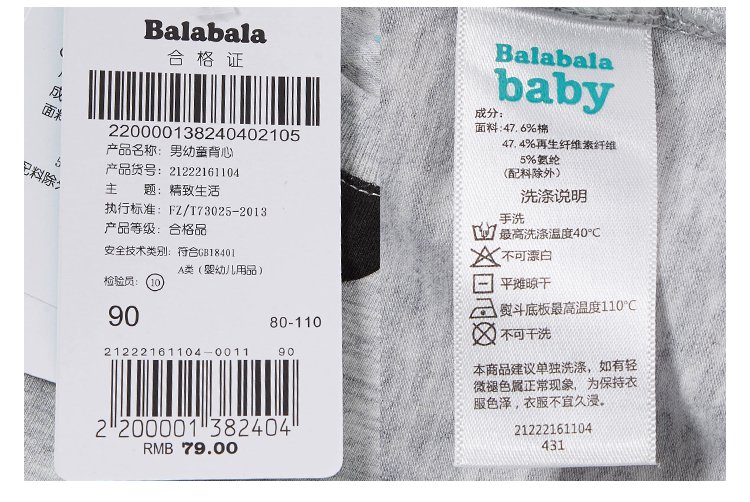 成
面料
5
配料除外
Balabala
合格证
220000138240402105
产品名称: 男幼童背心
产品货号: 21222161104
主 题: 精致生活
执行标准: FZ/T73025-2013
产品等级: 合格品
安全技术类别: 符合GB18401
A类(婴幼儿用品)
检验员: 10
90 80-110
21222161104-0011 90
2 200001 382404
RMB 79.00
Balabala
baby
成分:
面料: 47.6%棉
47.4%再生纤维素纤维
5%氨纶
(配料除外)
洗涤说明
手洗
最高洗涤温度40℃
不可漂白
平摊晾干
熨斗底板最高温度110℃
不可干洗
本商品建议单独洗涤, 如有轻
微褪色属正常现象, 为保持衣
服色泽, 衣服不宜久浸。
21222161104
431